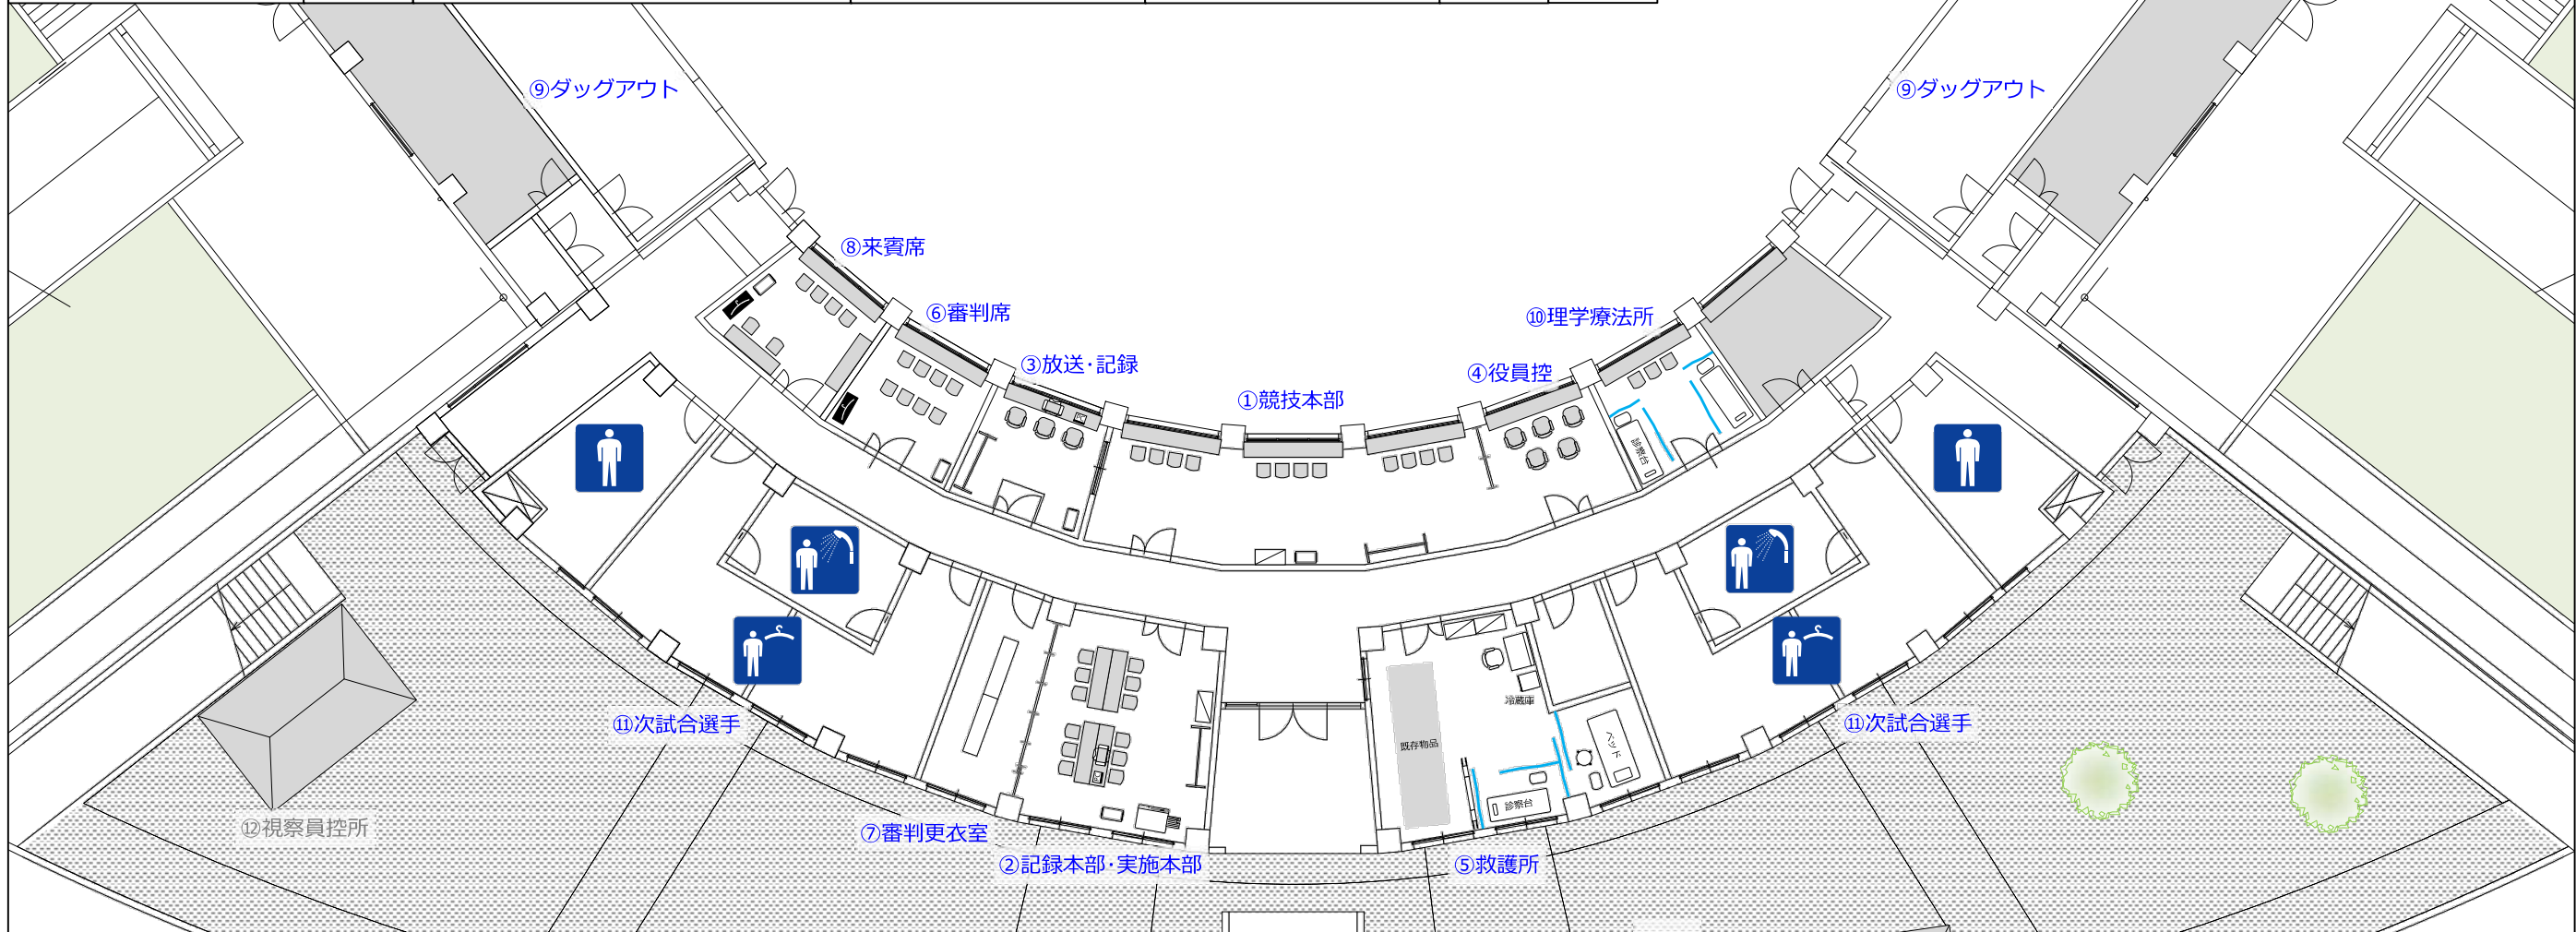 ⑨ダッグアウト
⑨ダッグアウト
⑧来賓席
⑥審判席
⑩理学療法所
③放送・記録
④役員控
①競技本部
診察台
冷蔵庫
⑪次試合選手
⑪次試合選手
既存物品
ベッド
診察台
⑫視察員控所
⑦審判更衣室
②記録本部・実施本部
⑤救護所